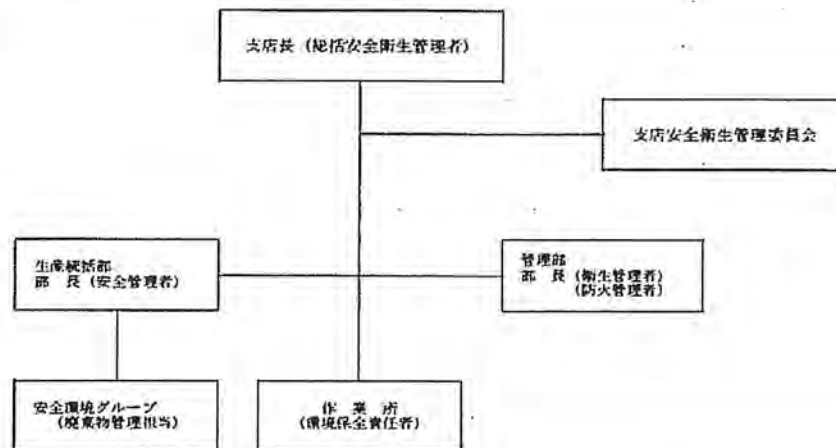 支店長（総括安全衛生管理者）
支店安全衛生管理委員会
生産統括部
部　長（安全管理者）
管理部
部　長（衛生管理者）
（防火管理者）
安全環境グループ
（廃棄物管理担当）
作　業　所
（環境保全責任者）